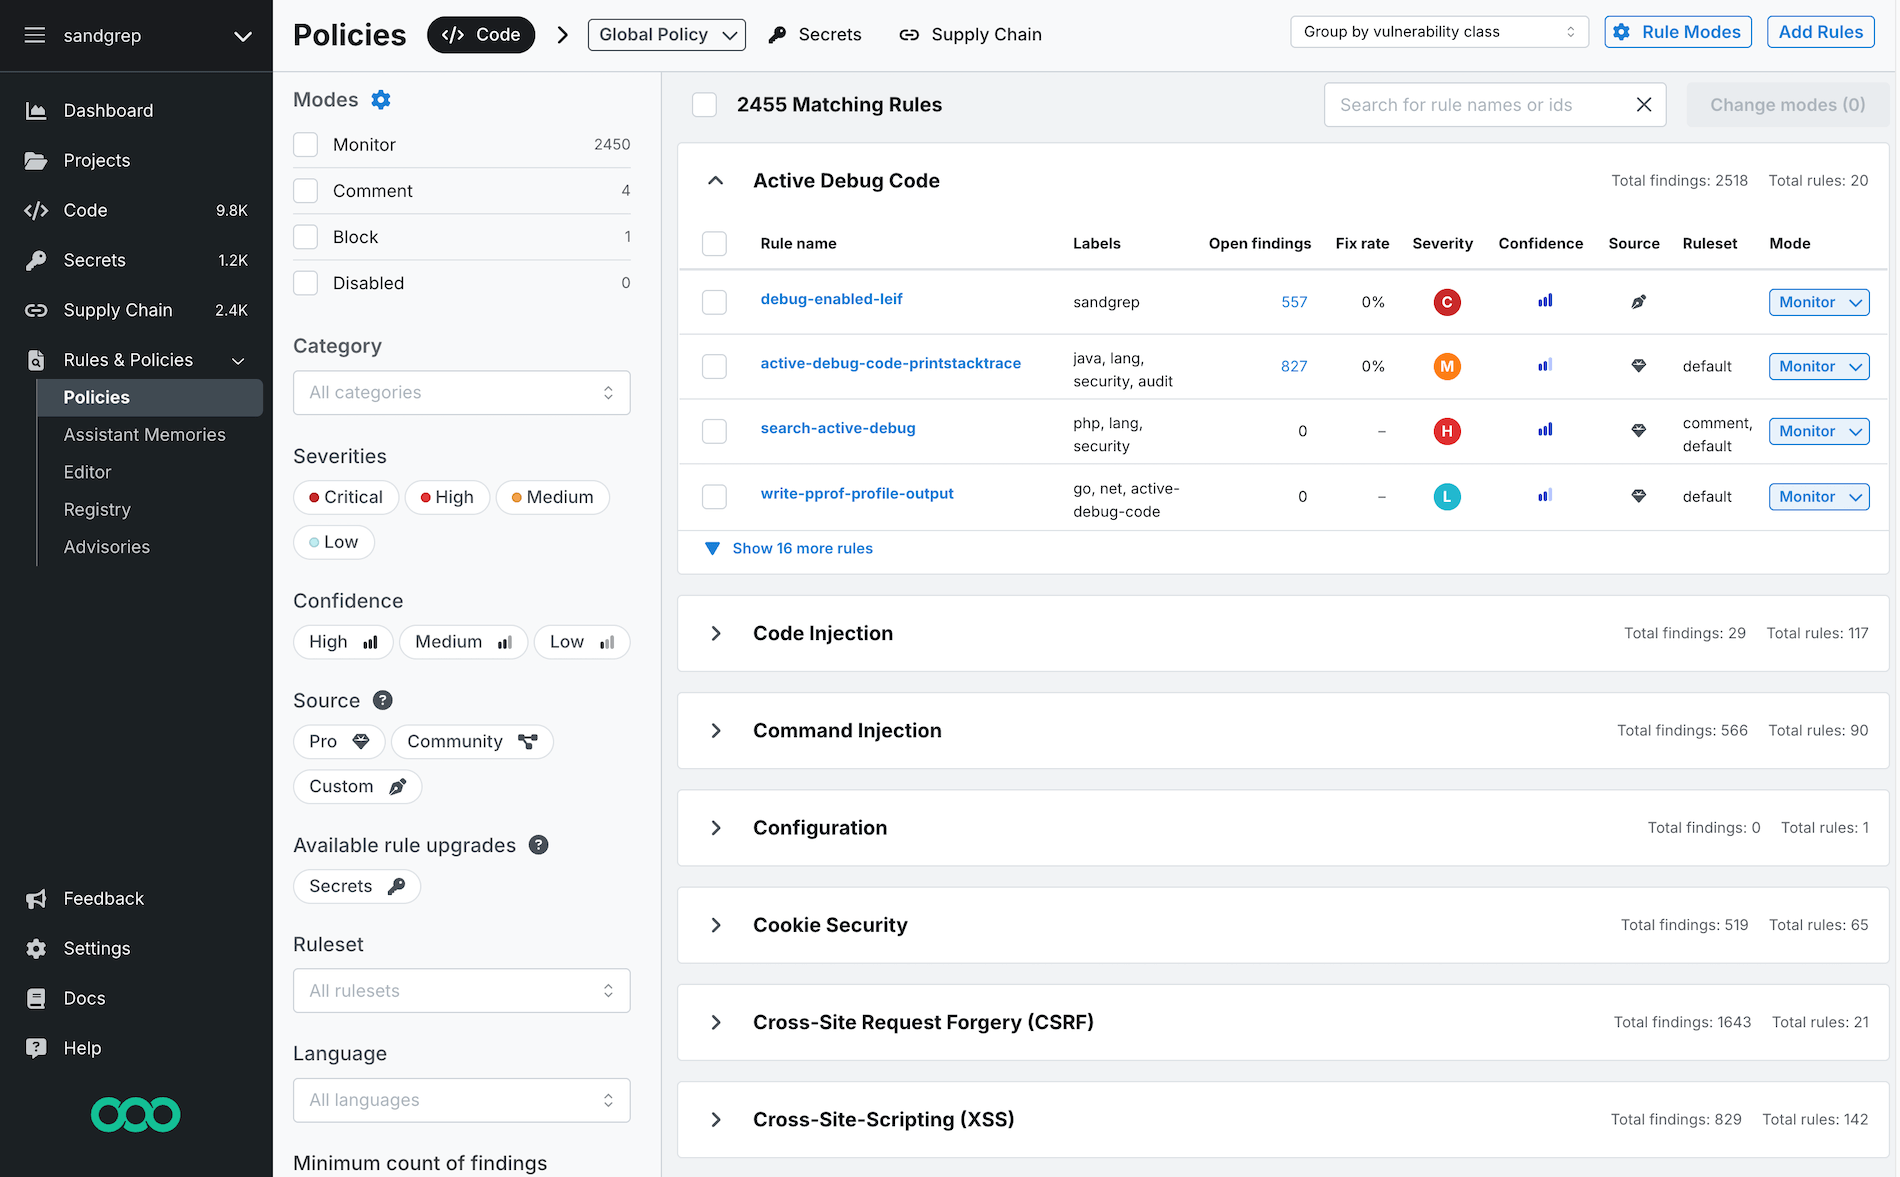 sandgrep
Dashboard
Projects
Code 9.8K
Secrets 1.2K
Supply Chain 2.4K
Rules & Policies
Policies
Assistant Memories
Editor
Registry
Advisories
Feedback
Settings
Docs
Help
Policies Code Global Policy Secrets Supply Chain
Group by vulnerability class Rule Modes Add Rules
Modes
Monitor 2450
Comment 4
Block 1
Disabled 0
Category
All categories
Severities
Critical High Medium
Low
Confidence
High Medium Low
Source ?
Pro Community
Custom
Available rule upgrades ?
Secrets
Ruleset
All rulesets
Language
All languages
Minimum count of findings
2455 Matching Rules Search for rule names or ids Change modes (0)
Active Debug Code Total findings: 2518 Total rules: 20
Rule name Labels Open findings Fix rate Severity Confidence Source Ruleset Mode
debug-enabled-leif sandgrep 557 0% C Monitor
active-debug-code-printstacktrace java, lang,
security, audit 827 0% M default Monitor
search-active-debug php, lang,
security 0 – H comment,
default Monitor
write-pprof-profile-output go, net, active-
debug-code 0 – L default Monitor
Show 16 more rules
Code Injection Total findings: 29 Total rules: 117
Command Injection Total findings: 566 Total rules: 90
Configuration Total findings: 0 Total rules: 1
Cookie Security Total findings: 519 Total rules: 65
Cross-Site Request Forgery (CSRF) Total findings: 1643 Total rules: 21
Cross-Site-Scripting (XSS) Total findings: 829 Total rules: 142